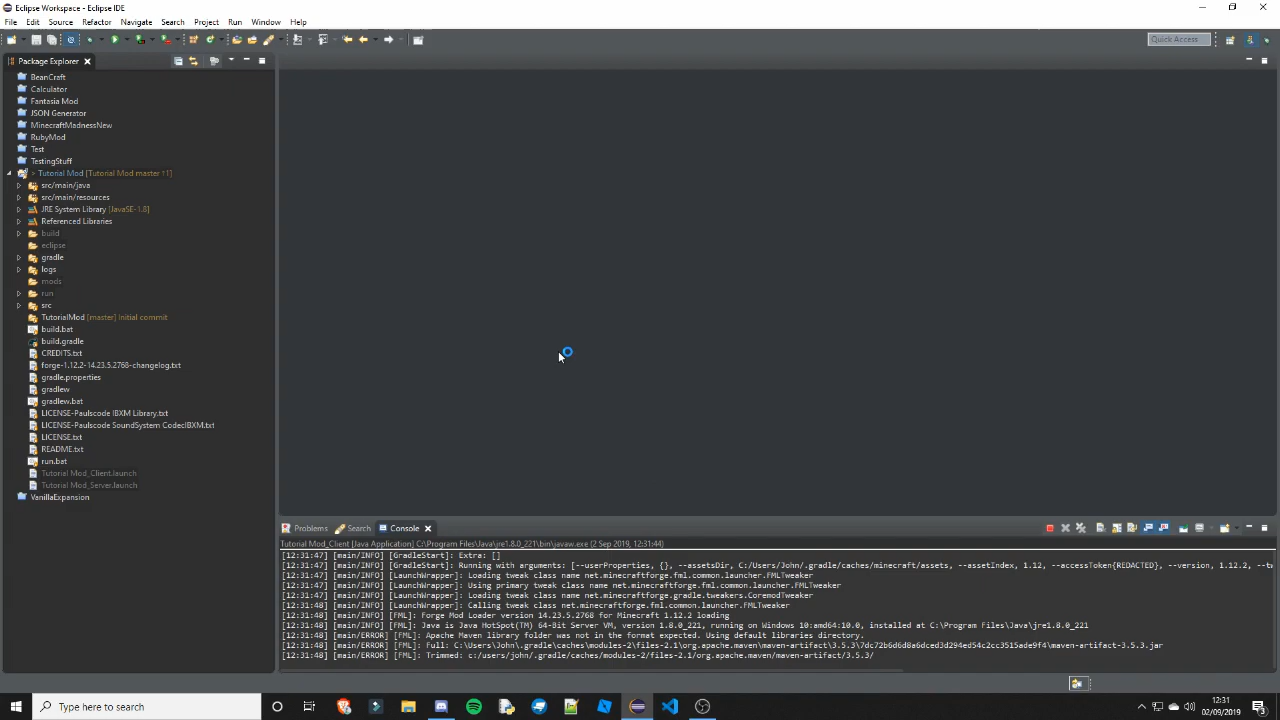 Eclipse Workspace - Eclipse IDE
File Edit Source Refactor Navigate Search Project Run Window Help
Quick Access
Package Explorer
BeanCraft
Calculator
Fantasia Mod
JSON Generator
MinecraftMadnessNew
RubyMod
Test
TestingStuff
> Tutorial Mod [Tutorial Mod master ↑1]
src/main/java
src/main/resources
JRE System Library [JavaSE-1.8]
Referenced Libraries
build
eclipse
gradle
logs
mods
run
src
TutorialMod [master] Initial commit
build.bat
build.gradle
CREDITS.txt
forge-1.12.2-14.23.5.2768-changelog.txt
gradle.properties
gradlew
gradlew.bat
LICENSE-Paulscode IBXM Library.txt
LICENSE-Paulscode SoundSystem CodecIBXM.txt
LICENSE.txt
README.txt
run.bat
Tutorial Mod_Client.launch
Tutorial Mod_Server.launch
VanillaExpansion
Problems Search Console
Tutorial Mod_Client [Java Application] C:\Program Files\Java\jre1.8.0_221\bin\javaw.exe (2 Sep 2019, 12:31:44)
[12:31:47] [main/INFO] [GradleStart]: Extra: []
[12:31:47] [main/INFO] [GradleStart]: Running with arguments: [--userProperties, {}, --assetsDir, C:/Users/John/.gradle/caches/minecraft/assets, --assetIndex, 1.12, --accessToken{REDACTED}, --version, 1.12.2, --tw
[12:31:47] [main/INFO] [LaunchWrapper]: Loading tweak class name net.minecraftforge.fml.common.launcher.FMLTweaker
[12:31:47] [main/INFO] [LaunchWrapper]: Using primary tweak class name net.minecraftforge.fml.common.launcher.FMLTweaker
[12:31:47] [main/INFO] [LaunchWrapper]: Loading tweak class name net.minecraftforge.gradle.tweakers.CoremodTweaker
[12:31:48] [main/INFO] [LaunchWrapper]: Calling tweak class net.minecraftforge.fml.common.launcher.FMLTweaker
[12:31:48] [main/INFO] [FML]: Forge Mod Loader version 14.23.5.2768 for Minecraft 1.12.2 loading
[12:31:48] [main/INFO] [FML]: Java is Java HotSpot(TM) 64-Bit Server VM, version 1.8.0_221, running on Windows 10:amd64:10.0, installed at C:\Program Files\Java\jre1.8.0_221
[12:31:48] [main/ERROR] [FML]: Apache Maven library folder was not in the format expected. Using default libraries directory.
[12:31:48] [main/ERROR] [FML]: Full: C:\Users\John\.gradle\caches\modules-2\files-2.1\org.apache.maven\maven-artifact\3.5.3\7dc72b6d6d8a6dced3d294ed54c2cc3515ade9f4\maven-artifact-3.5.3.jar
[12:31:48] [main/ERROR] [FML]: Trimmed: c:/users/john/.gradle/caches/modules-2/files-2.1/org.apache.maven/maven-artifact/3.5.3/
Type here to search
12:31
02/09/2019